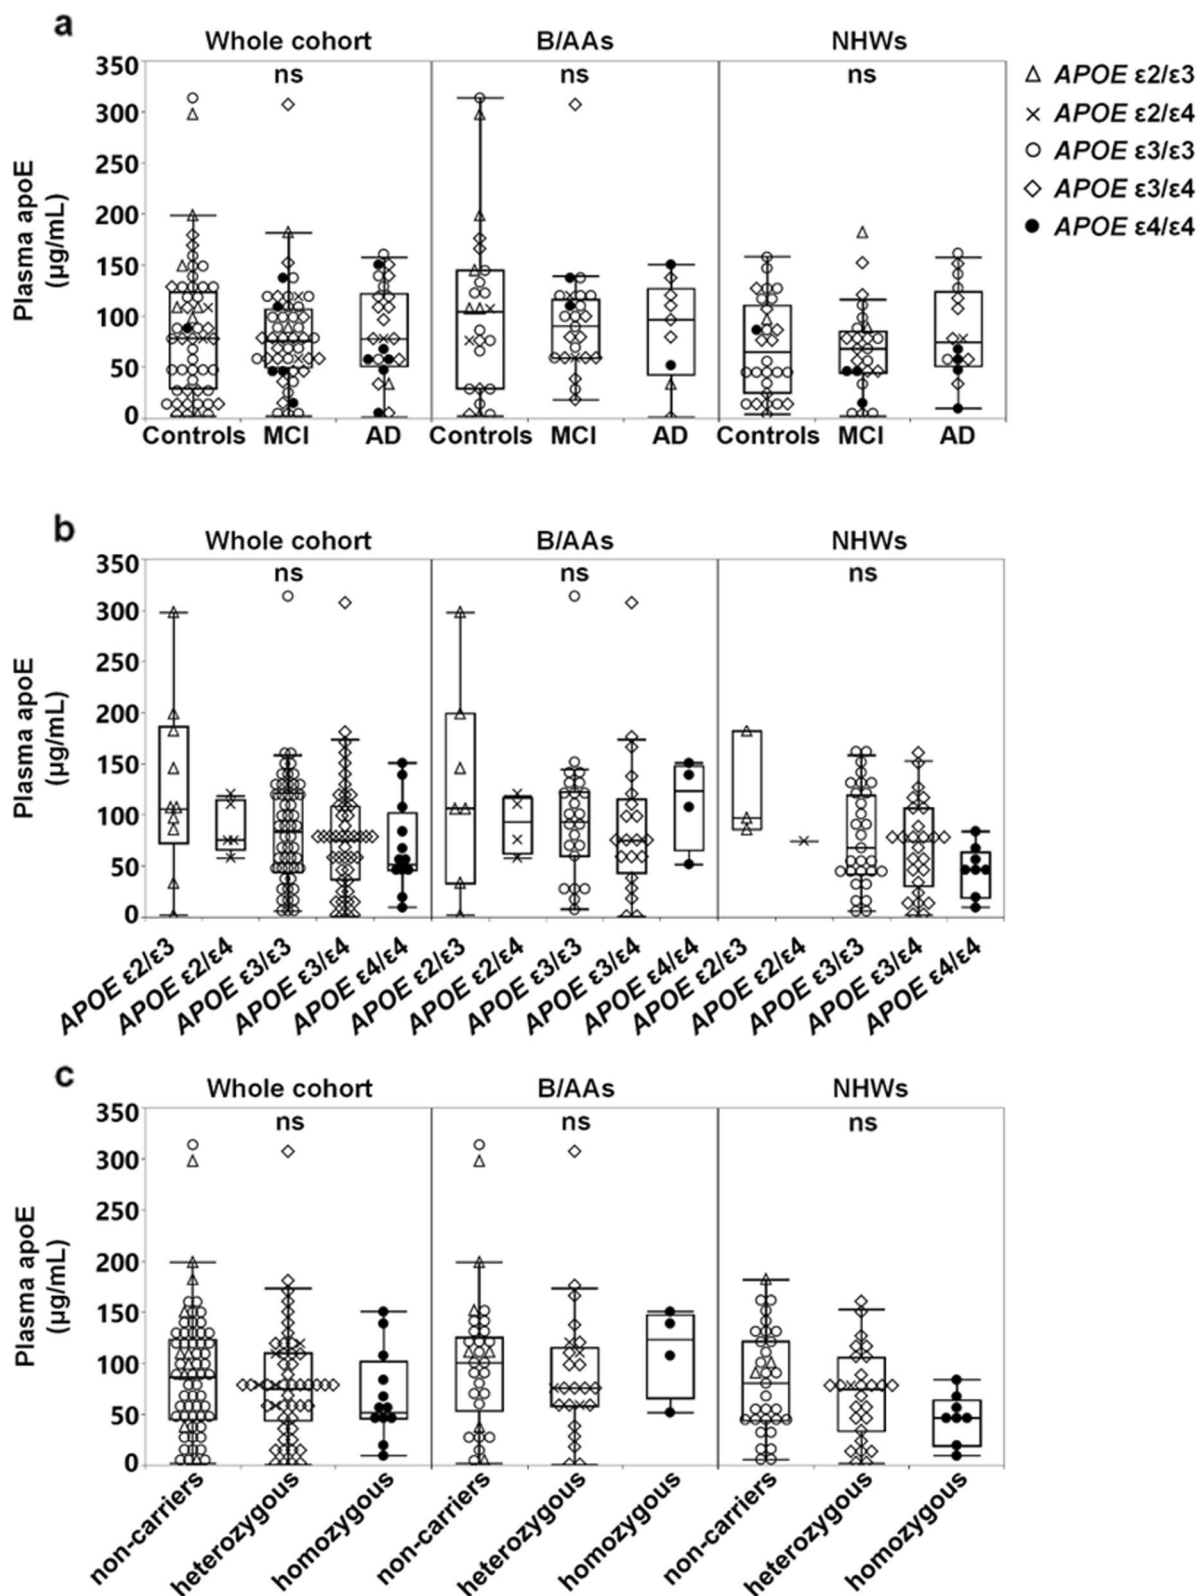 a
Whole cohort B/AAs NHWs
ns ns ns
Plasma apoE
(µg/mL)
350
300
250
200
150
100
50
0
Controls MCI AD Controls MCI AD Controls MCI AD
APOE ε2/ε3
APOE ε2/ε4
APOE ε3/ε3
APOE ε3/ε4
APOE ε4/ε4
b
Whole cohort B/AAs NHWs
ns ns ns
Plasma apoE
(µg/mL)
350
300
250
200
150
100
50
0
APOE ε2/ε3 APOE ε2/ε4 APOE ε3/ε3 APOE ε3/ε4 APOE ε4/ε4 APOE ε2/ε3 APOE ε2/ε4 APOE ε3/ε3 APOE ε3/ε4 APOE ε4/ε4 APOE ε2/ε3 APOE ε2/ε4 APOE ε3/ε3 APOE ε3/ε4 APOE ε4/ε4
c
Whole cohort B/AAs NHWs
ns ns ns
Plasma apoE
(µg/mL)
350
300
250
200
150
100
50
0
non-carriers heterozygous homozygous non-carriers heterozygous homozygous non-carriers heterozygous homozygous